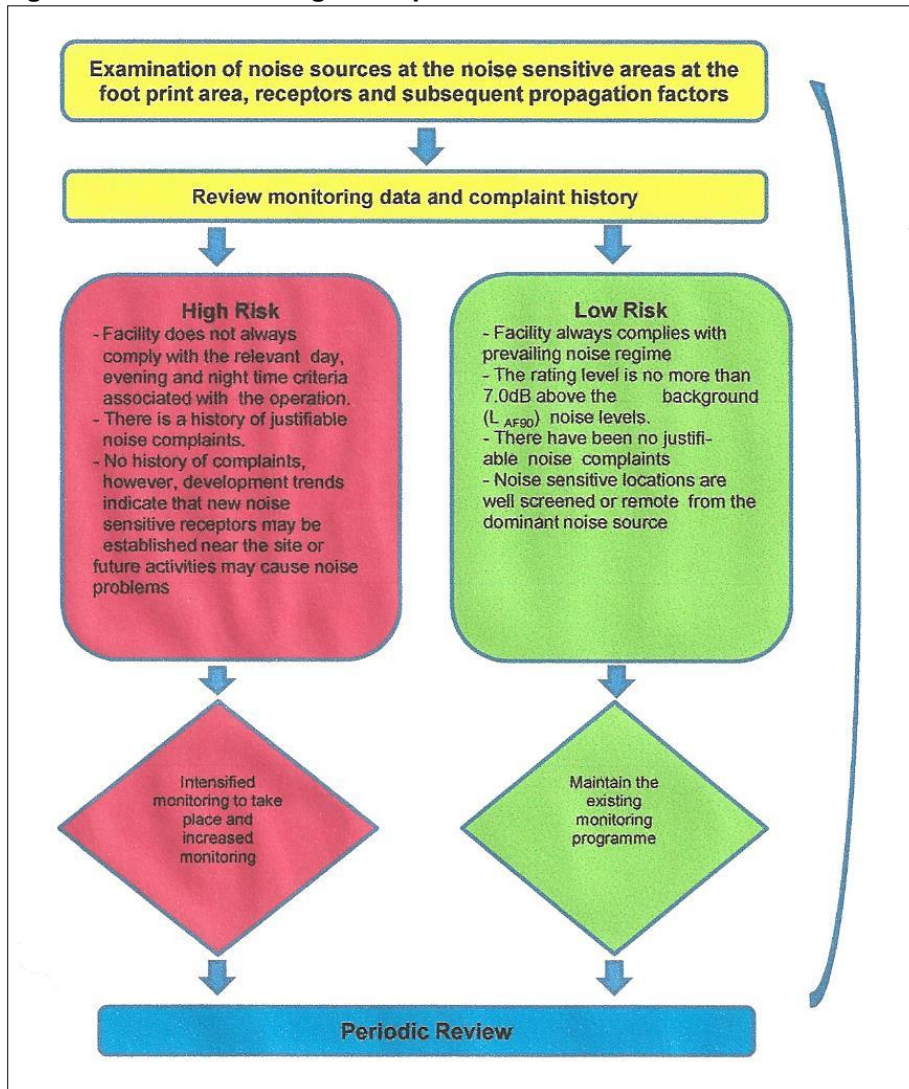 Examination of noise sources at the noise sensitive areas at the
foot print area, receptors and subsequent propagation factors
Review monitoring data and complaint history
High Risk
- Facility does not always
comply with the relevant day,
evening and night time criteria
associated with the operation.
- There is a history of justifiable
noise complaints.
- No history of complaints,
however, development trends
indicate that new noise
sensitive receptors may be
established near the site or
future activities may cause noise
problems
Low Risk
- Facility always complies with
prevailing noise regime
- The rating level is no more than
7.0dB above the background
(L AF90) noise levels.
- There have been no justifi-
able noise complaints
- Noise sensitive locations are
well screened or remote from the
dominant noise source
Intensified
monitoring to take
place and
increased
monitoring
Maintain the
existing
monitoring
programme
Periodic Review